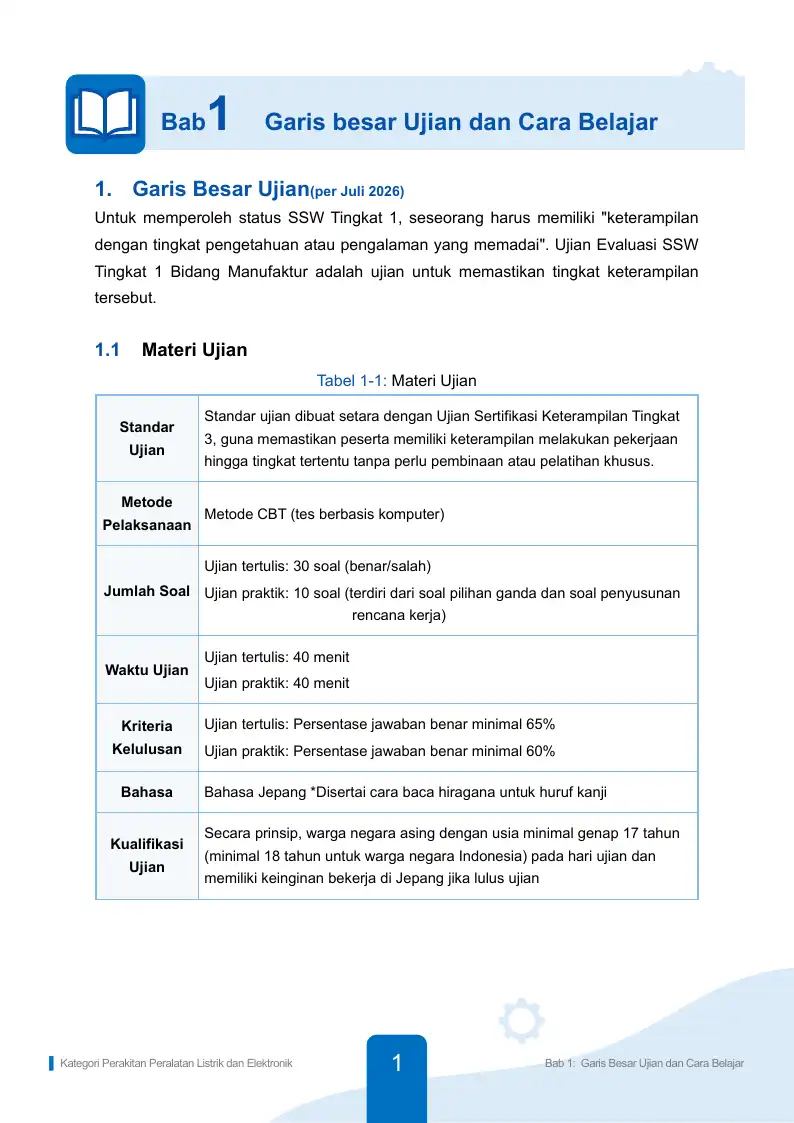 Bab1 Garis besar Ujian dan Cara Belajar
1. Garis Besar Ujian(per Juli 2026)
Untuk memperoleh status SSW Tingkat 1, seseorang harus memiliki "keterampilan
dengan tingkat pengetahuan atau pengalaman yang memadai". Ujian Evaluasi SSW
Tingkat 1 Bidang Manufaktur adalah ujian untuk memastikan tingkat keterampilan
tersebut.
1.1 Materi Ujian
Tabel 1-1: Materi Ujian
Standar
Ujian
Standar ujian dibuat setara dengan Ujian Sertifikasi Keterampilan Tingkat
3, guna memastikan peserta memiliki keterampilan melakukan pekerjaan
hingga tingkat tertentu tanpa perlu pembinaan atau pelatihan khusus.
Metode
Pelaksanaan
Metode CBT (tes berbasis komputer)
Jumlah Soal
Ujian tertulis: 30 soal (benar/salah)
Ujian praktik: 10 soal (terdiri dari soal pilihan ganda dan soal penyusunan
rencana kerja)
Waktu Ujian
Ujian tertulis: 40 menit
Ujian praktik: 40 menit
Kriteria
Kelulusan
Ujian tertulis: Persentase jawaban benar minimal 65%
Ujian praktik: Persentase jawaban benar minimal 60%
Bahasa
Bahasa Jepang *Disertai cara baca hiragana untuk huruf kanji
Kualifikasi
Ujian
Secara prinsip, warga negara asing dengan usia minimal genap 17 tahun
(minimal 18 tahun untuk warga negara Indonesia) pada hari ujian dan
memiliki keinginan bekerja di Jepang jika lulus ujian
Kategori Perakitan Peralatan Listrik dan Elektronik
1
Bab 1: Garis Besar Ujian dan Cara Belajar